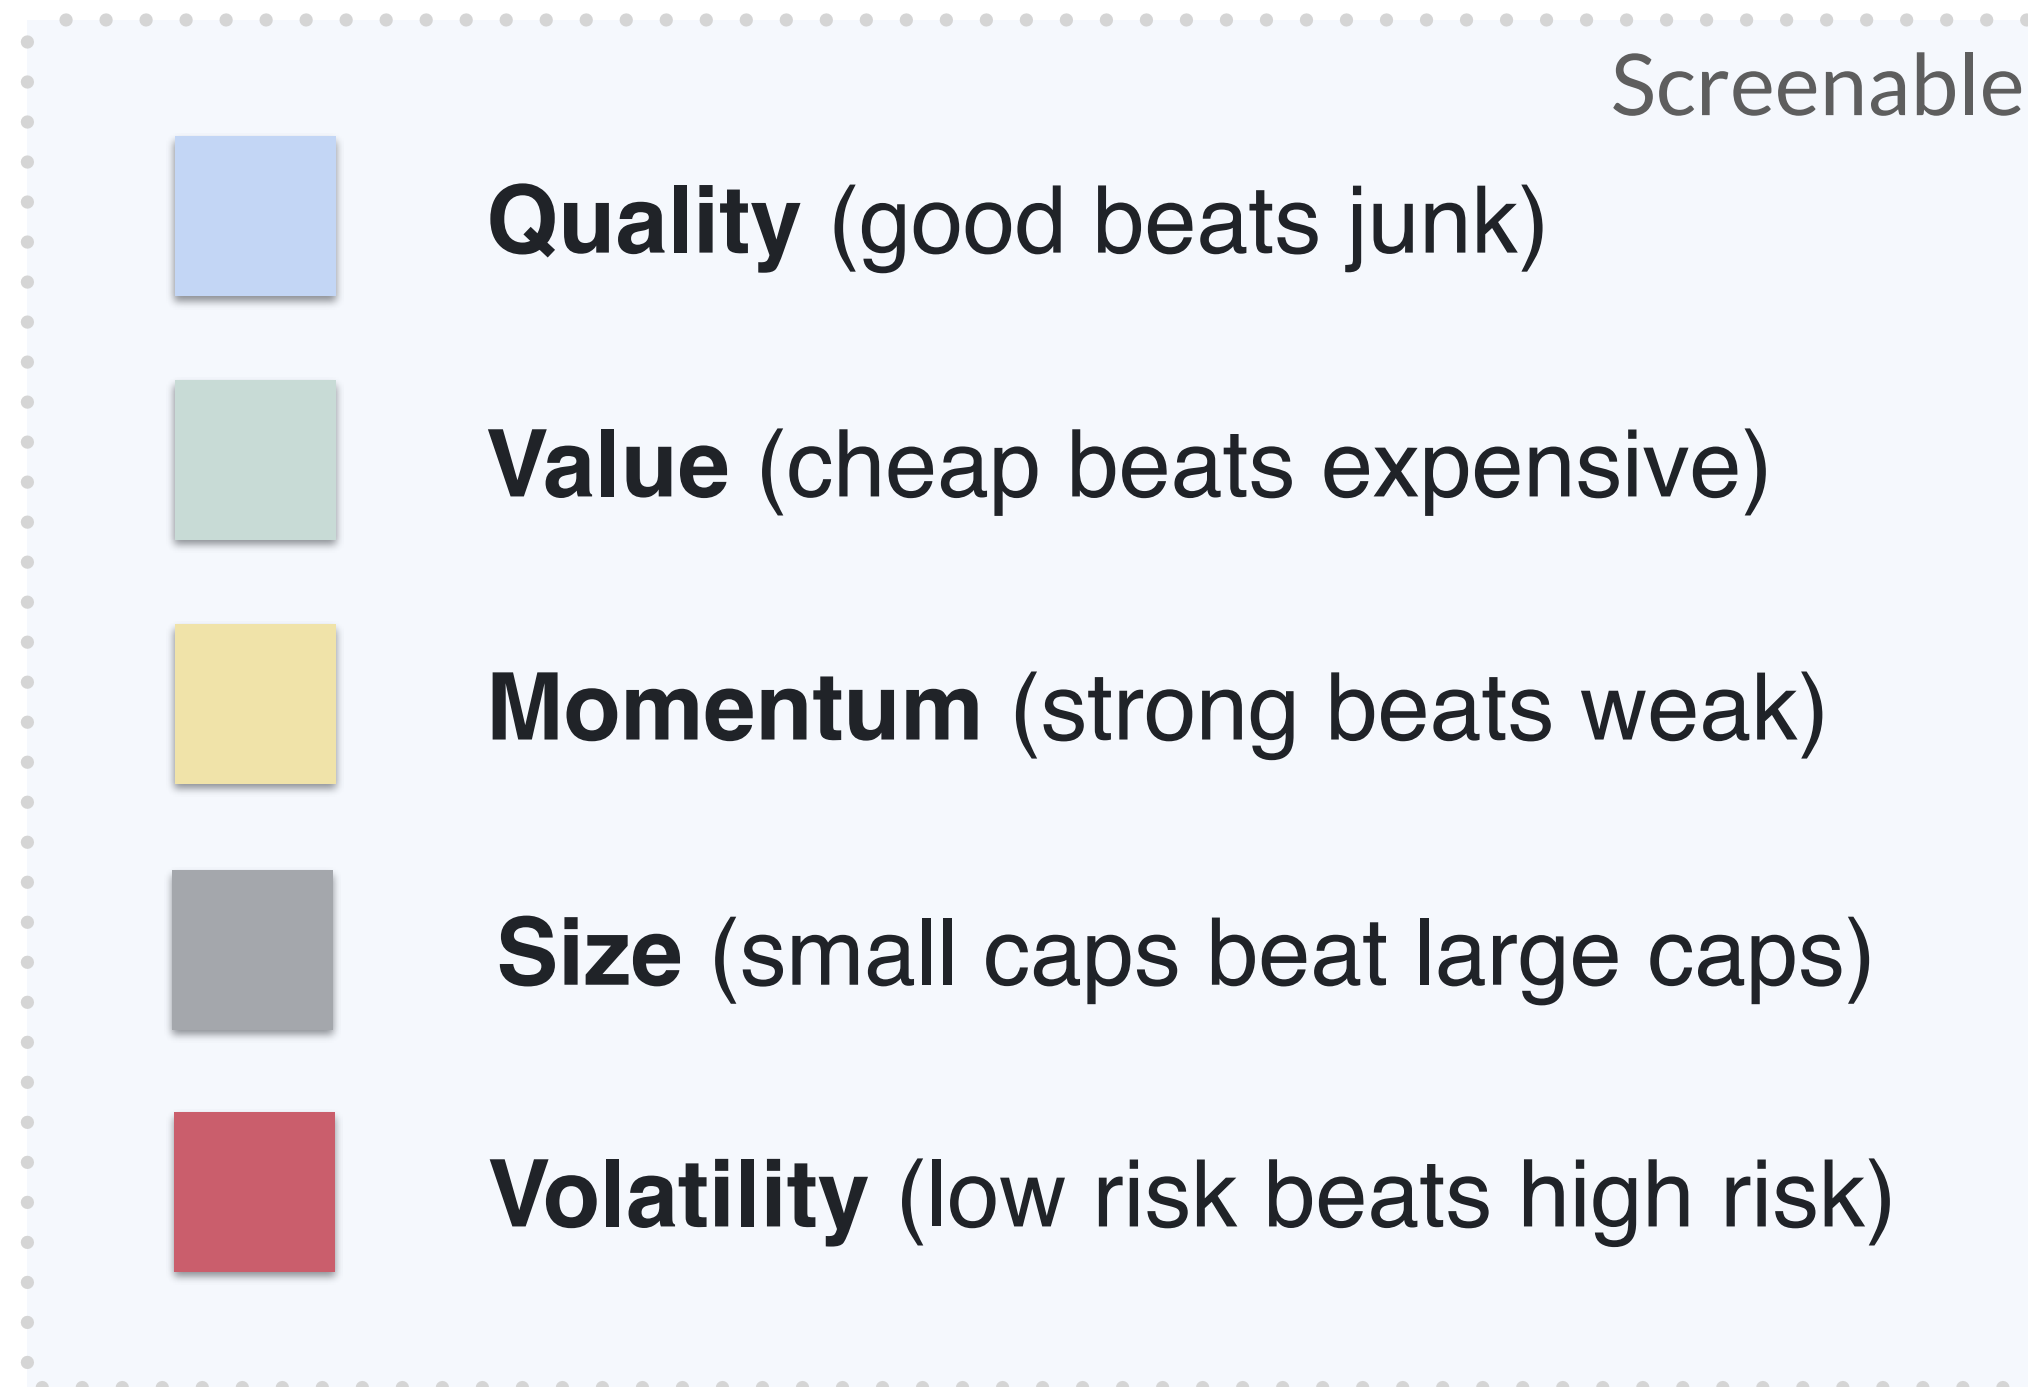 Screenable
Quality (good beats junk)
Value (cheap beats expensive)
Momentum (strong beats weak)
Size (small caps beat large caps)
Volatility (low risk beats high risk)